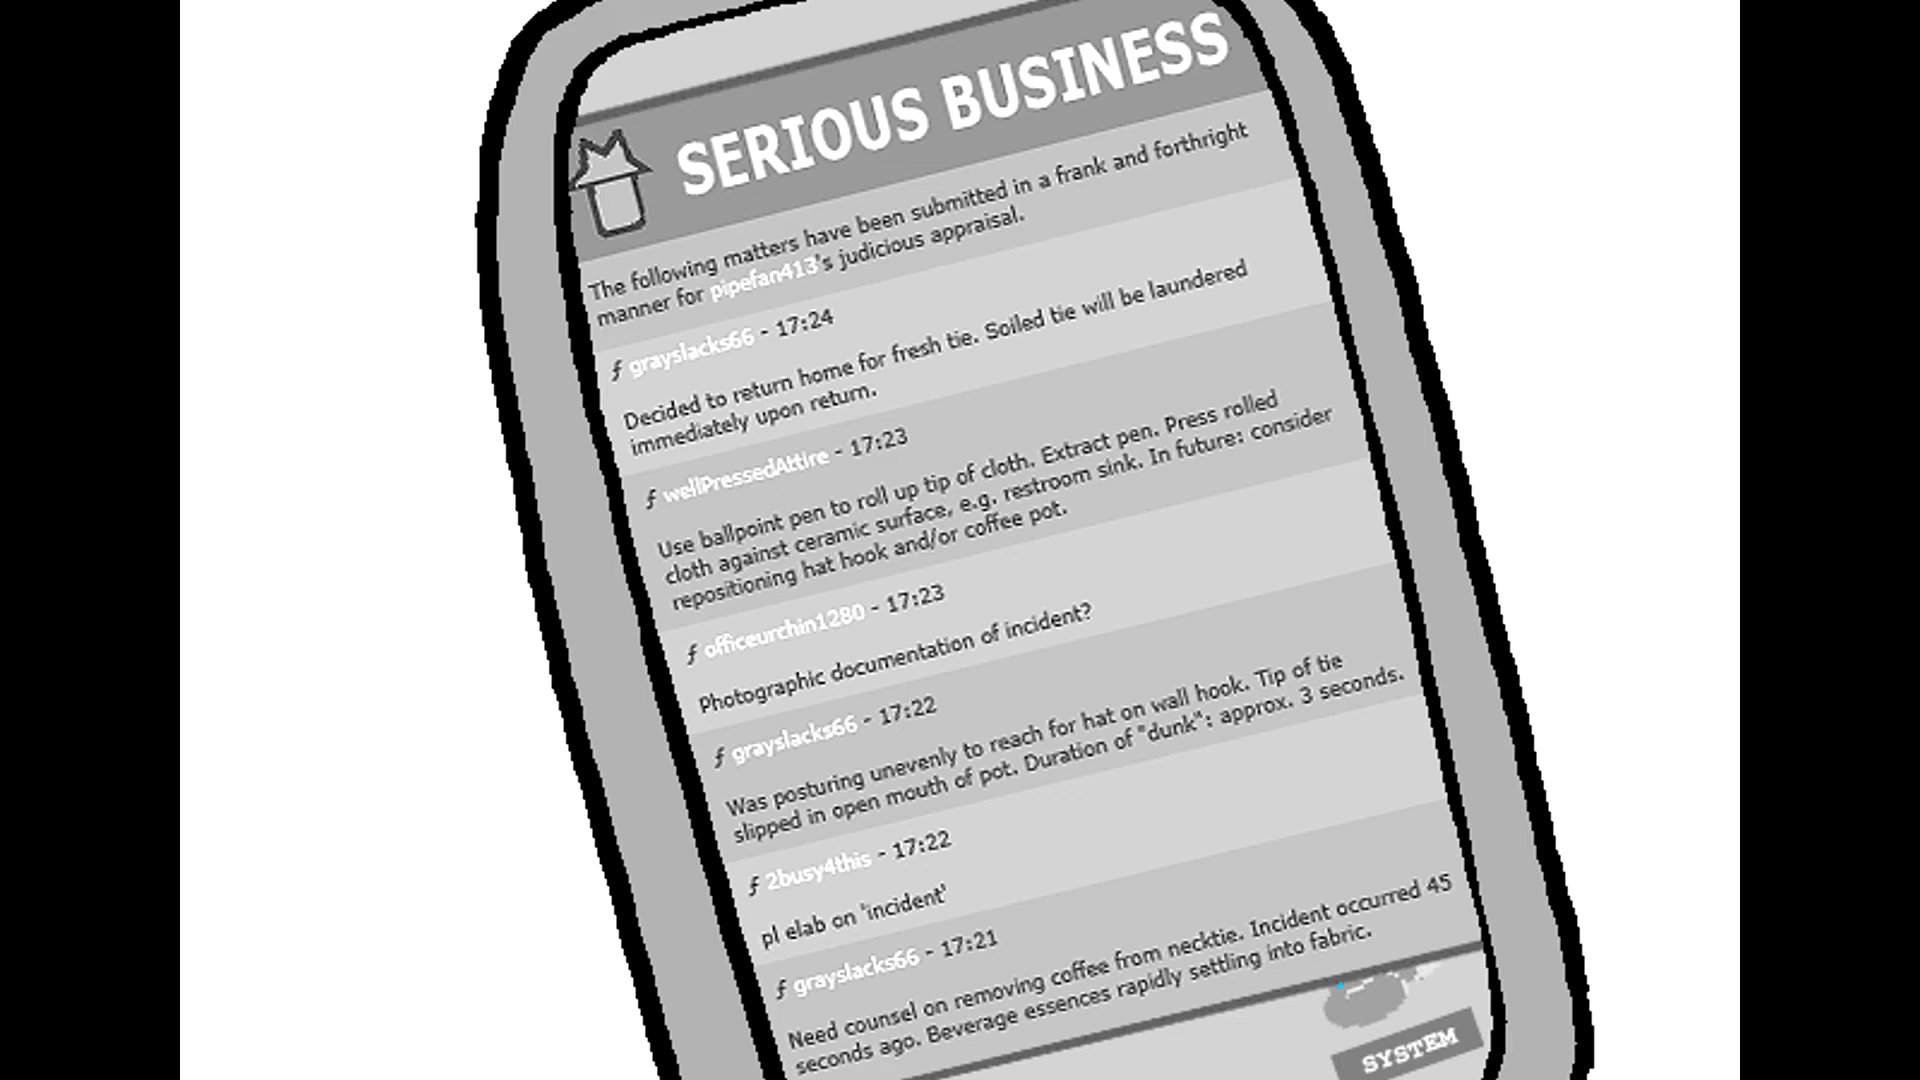 SERIOUS BUSINESS
The following matters have been submitted in a frank and forthright
manner for pipefan413's judicious appraisal.
ƒ grayslacks66 - 17:24
Decided to return home for fresh tie. Soiled tie will be laundered
immediately upon return.
ƒ wellPressedAttire - 17:23
Use ballpoint pen to roll up tip of cloth. Extract pen. Press rolled
cloth against ceramic surface, e.g. restroom sink. In future: consider
repositioning hat hook and/or coffee pot.
ƒ officeurchin1280 - 17:23
Photographic documentation of incident?
ƒ grayslacks66 - 17:22
Was posturing unevenly to reach for hat on wall hook. Tip of tie
slipped in open mouth of pot. Duration of "dunk": approx. 3 seconds.
ƒ 2busy4this - 17:22
pl elab on 'incident'
ƒ grayslacks66 - 17:21
Need counsel on removing coffee from necktie. Incident occurred 45
seconds ago. Beverage essences rapidly settling into fabric.
SYSTEM